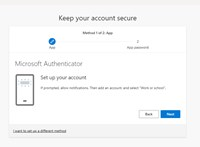 Keep your account secure
Method 1 of 2: App
2
App
App password
Microsoft Authenticator
Set up your account
If prompted, allow notifications. Then add an account, and select "Work or school".
Back
Next
I want to set up a different method